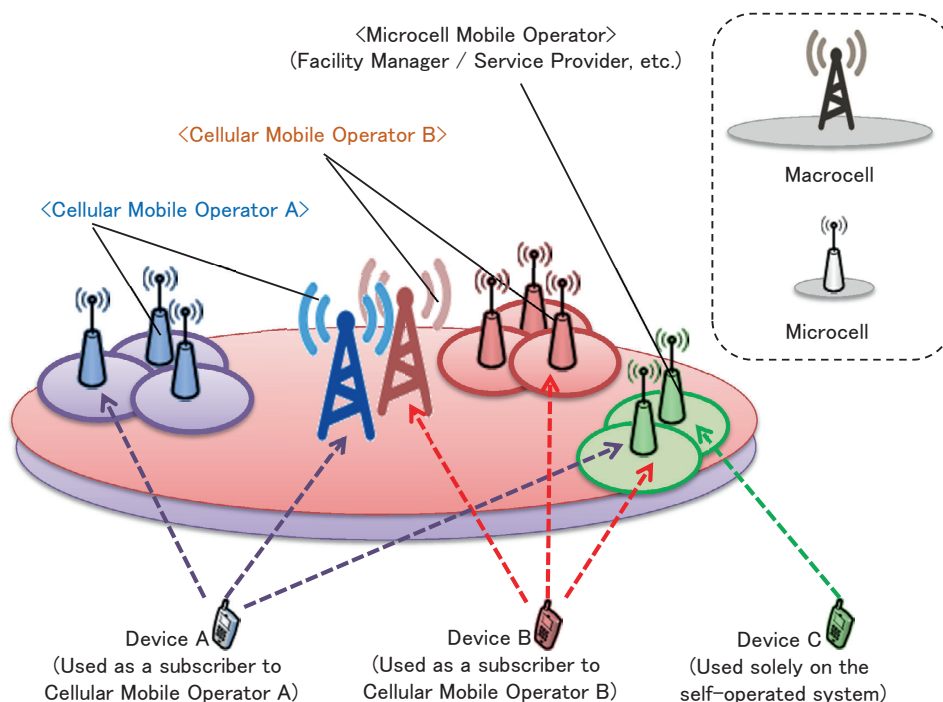 <Microcell Mobile Operator>
(Facility Manager / Service Provider, etc.)
<Cellular Mobile Operator B>
<Cellular Mobile Operator A>
Macrocell
Microcell
Device A
(Used as a subscriber to
Cellular Mobile Operator A)
Device B
(Used as a subscriber to
Cellular Mobile Operator B)
Device C
(Used solely on the
self-operated system)